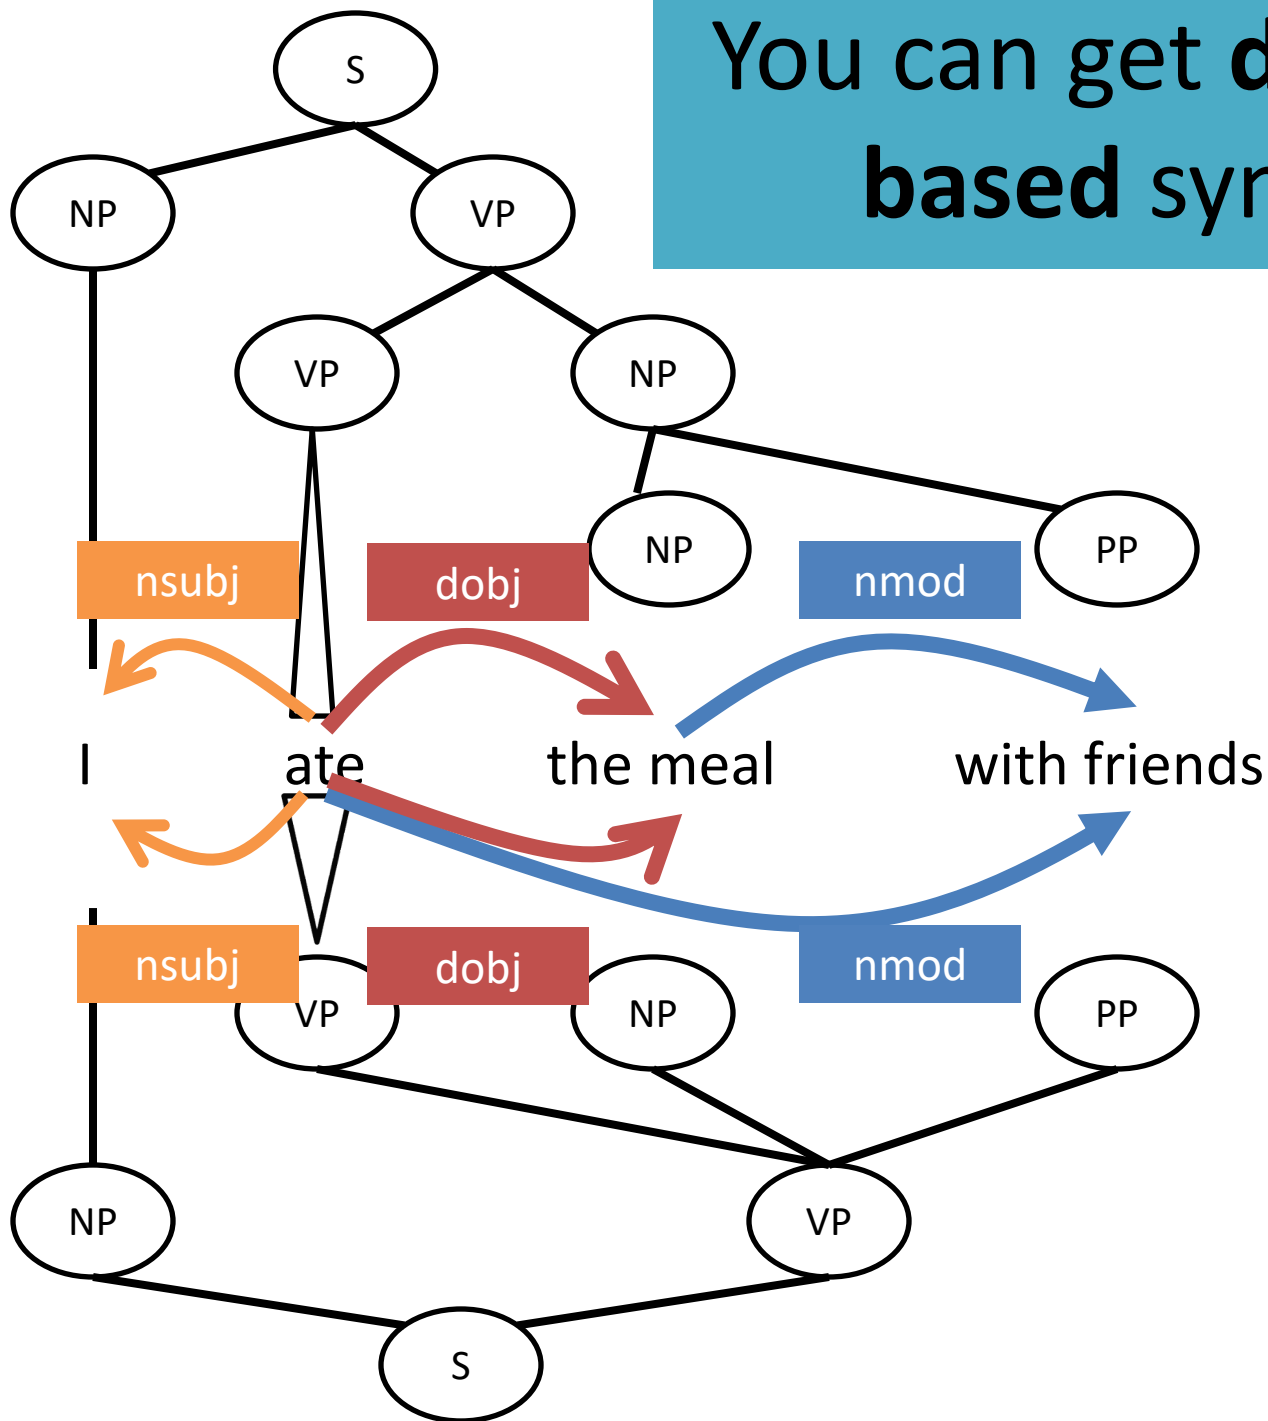 You can get
based
S
NP VP
VP NP
NP PP
nsubj dobj nmod
I ate the meal with friends
nsubj dobj nmod
VP NP PP
NP VP
S